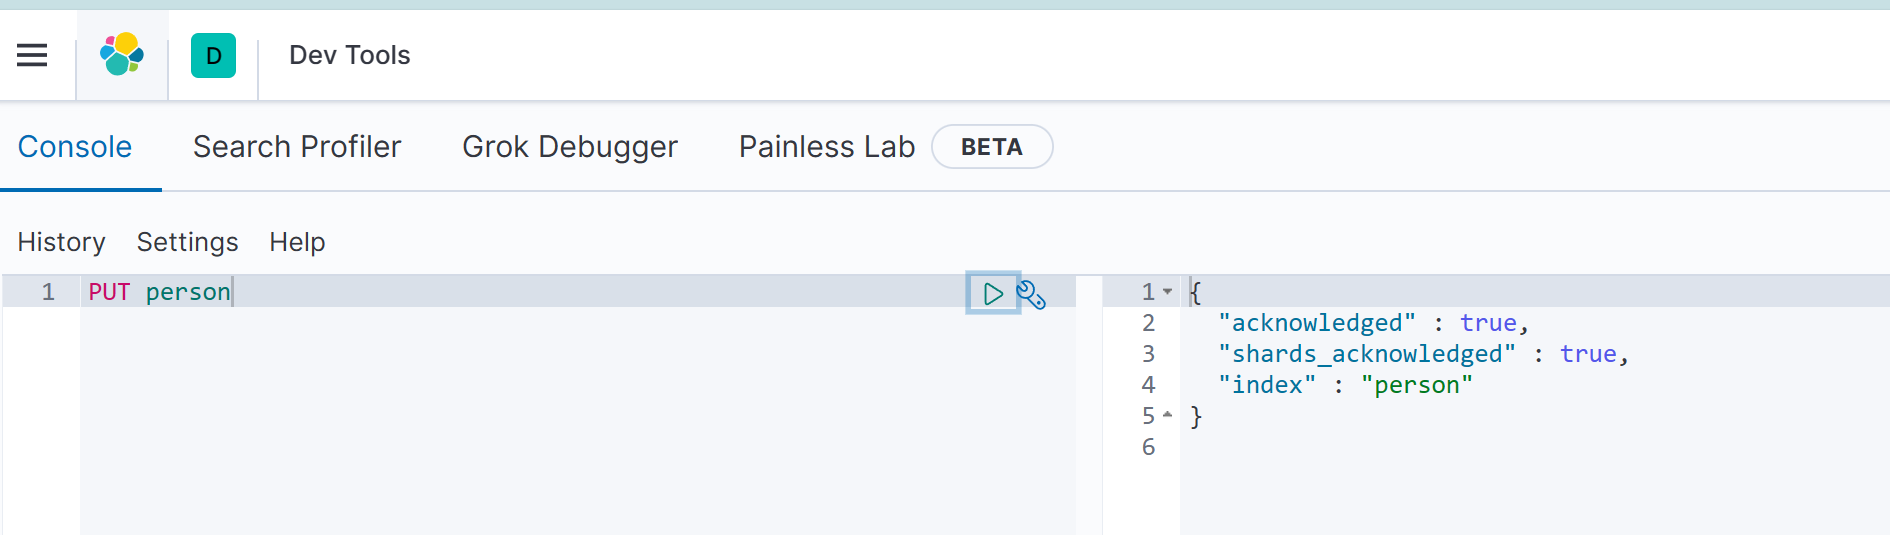 D Dev Tools
Console Search Profiler Grok Debugger Painless Lab BETA
History Settings Help
1 PUT person
1 {
2 "acknowledged" : true,
3 "shards_acknowledged" : true,
4 "index" : "person"
5 }
6